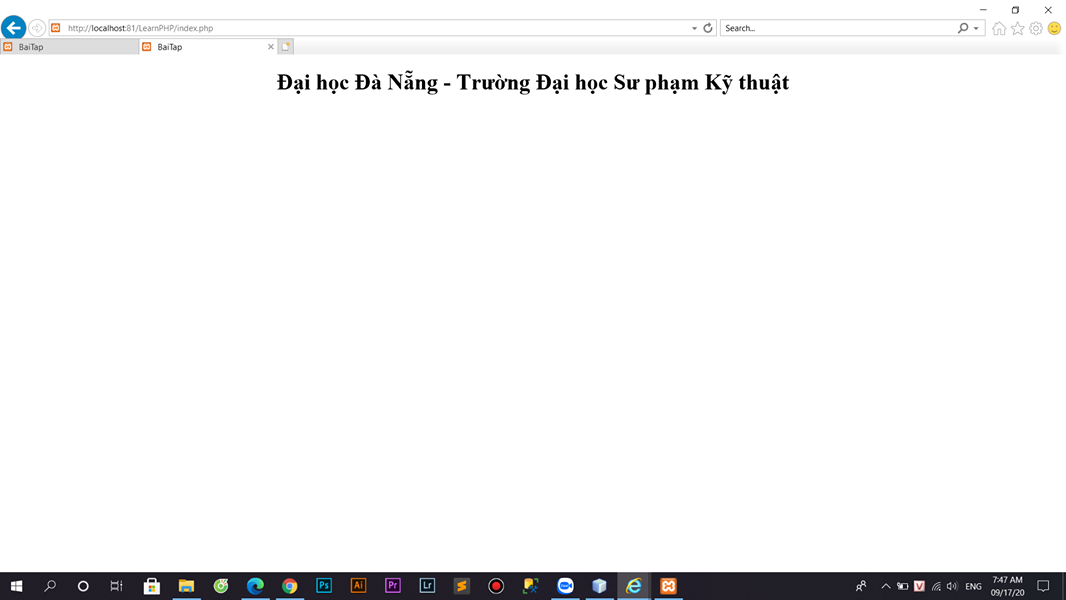 http://localhost:81/LearnPHP/index.php
Search...
BaiTap
BaiTap
Đại học Đà Nẵng - Trường Đại học Sư phạm Kỹ thuật
Ps
Ai
Pr
Lr
zoom
V
ENG
7:47 AM
09/17/20